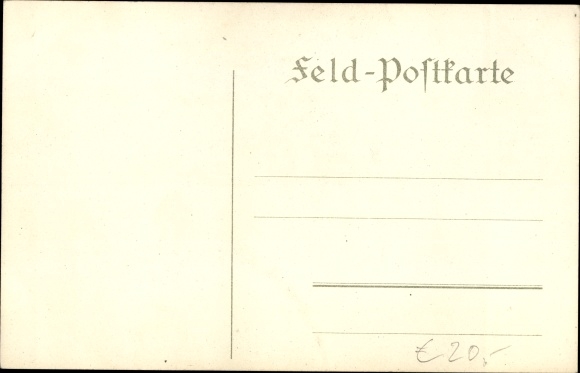 Feld-Postkarte
€ 20,-